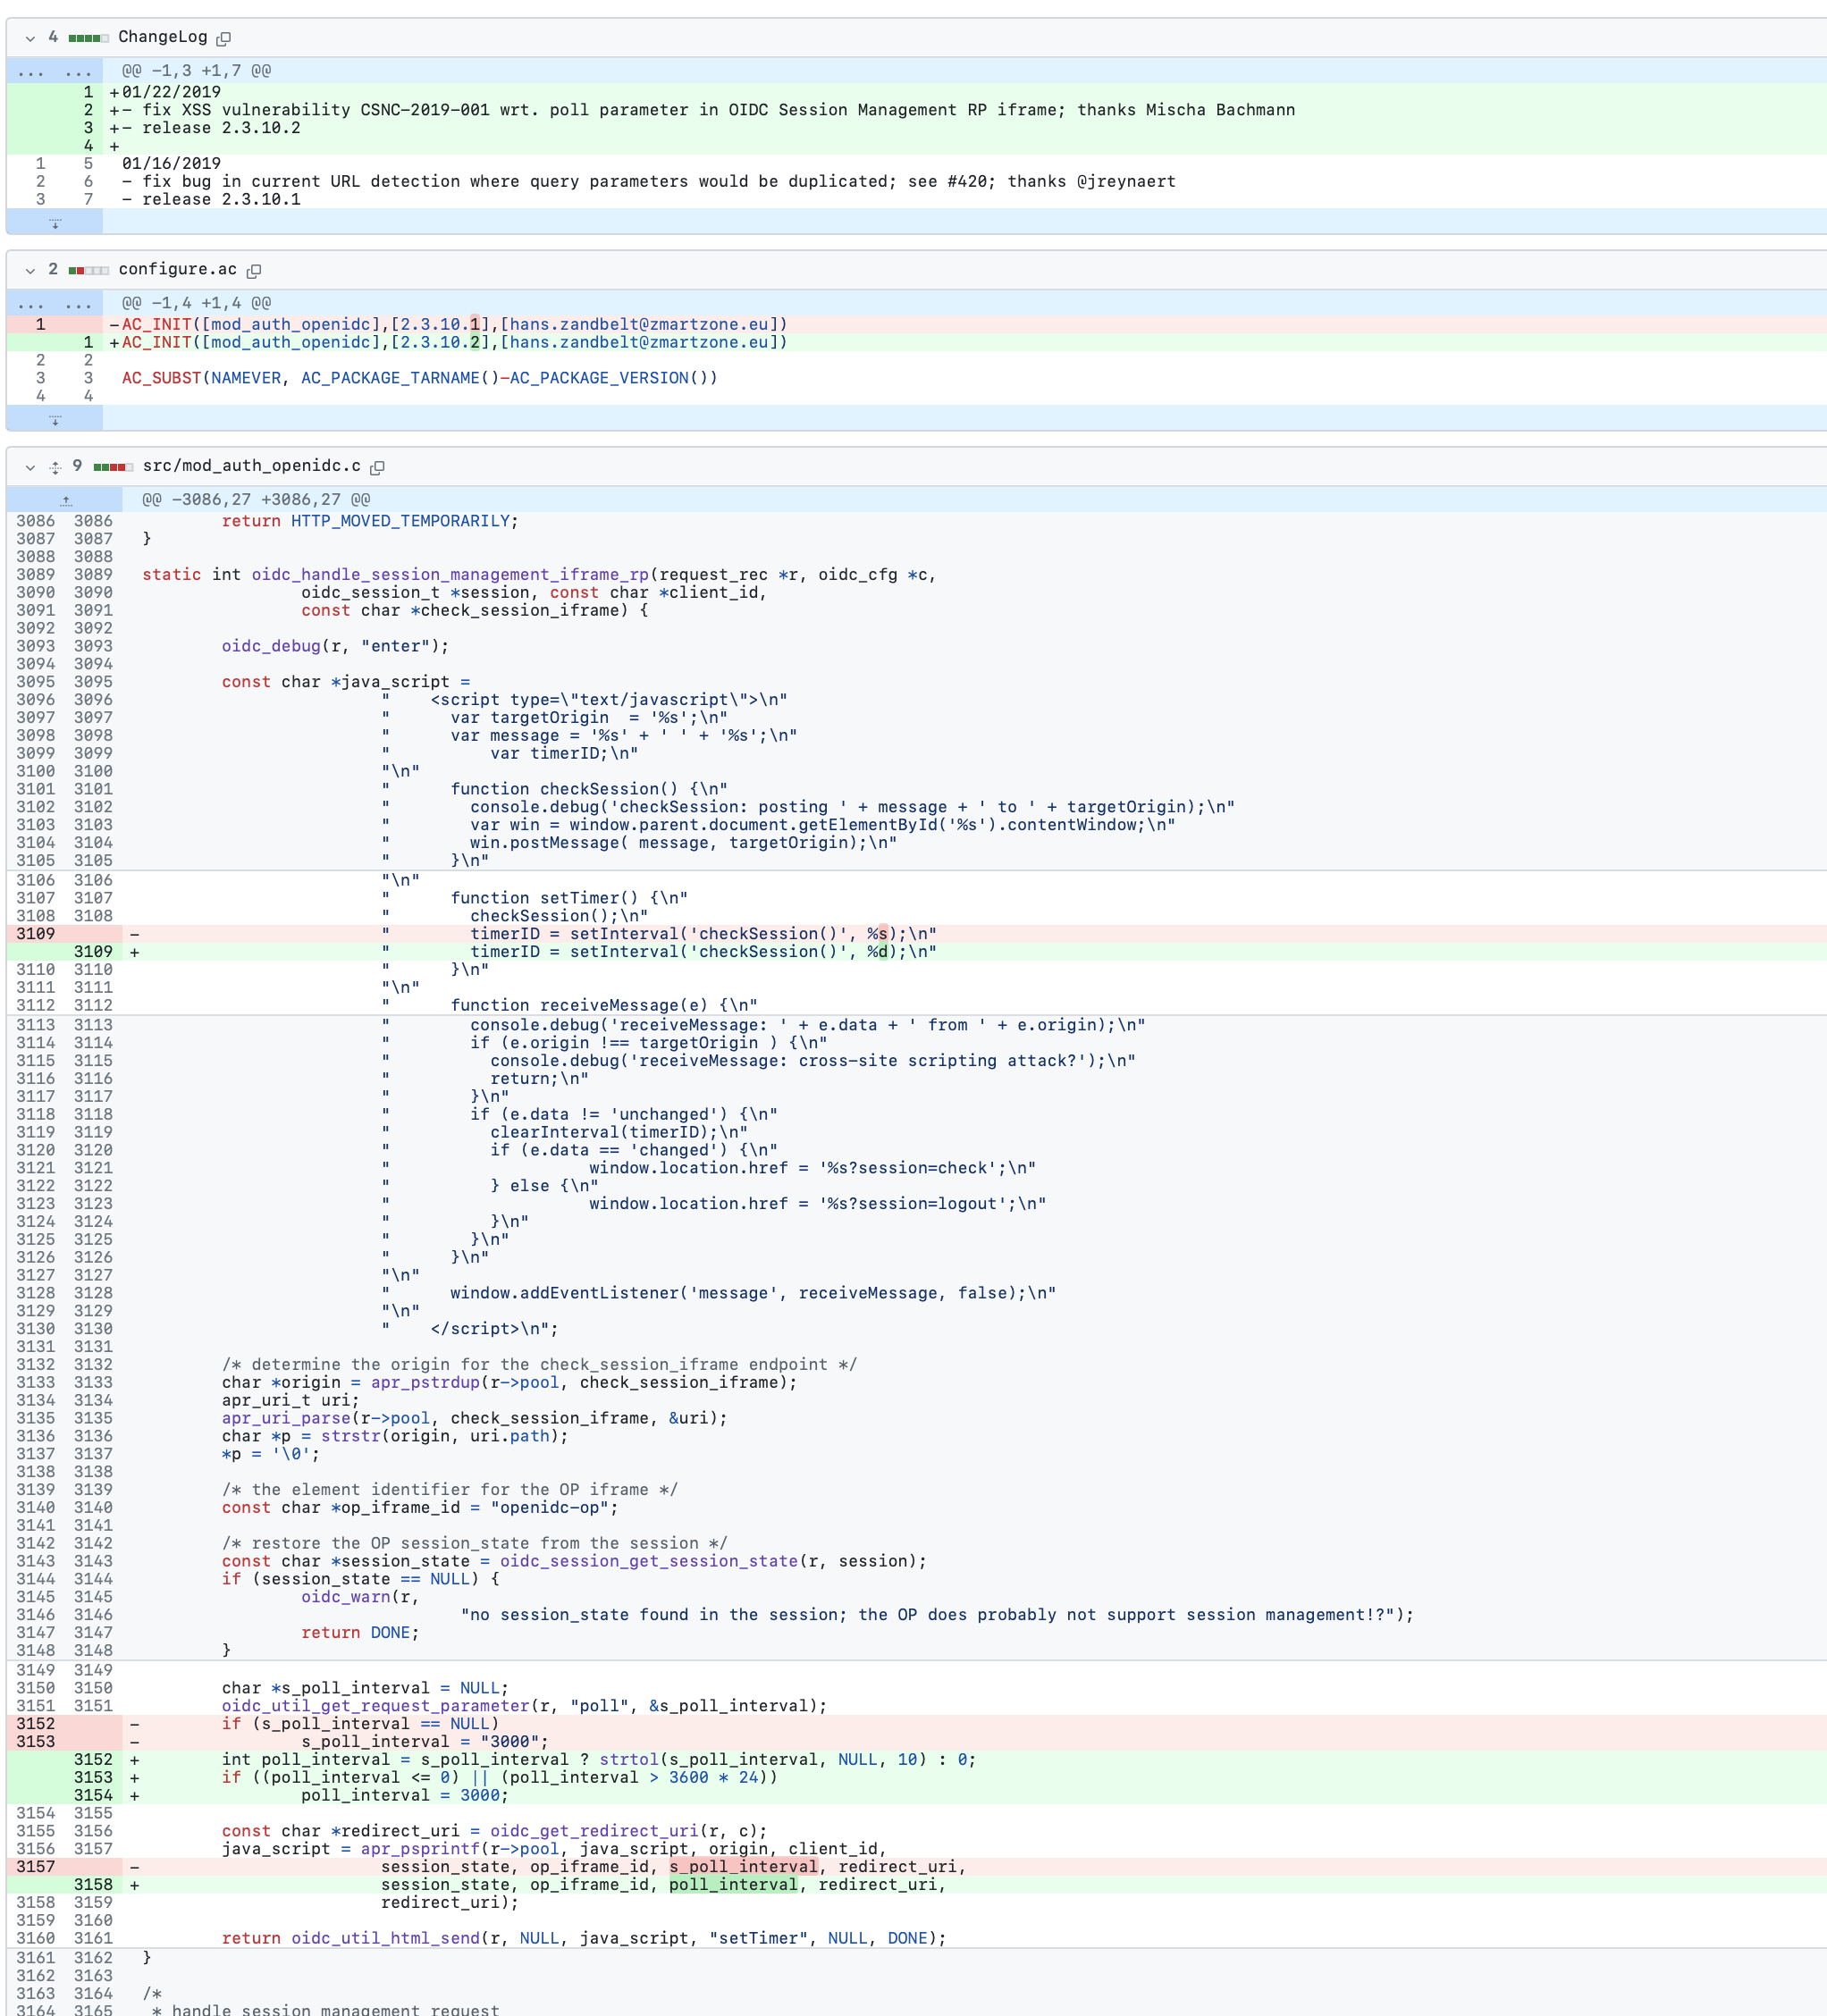 4 ChangeLog
... ... @@ -1,3 +1,7 @@
1 +01/22/2019
2 +- fix XSS vulnerability CSNC-2019-001 wrt. poll parameter in OIDC Session Management RP iframe; thanks Mischa Bachmann
3 +- release 2.3.10.2
4 +
1 5 01/16/2019
2 6 - fix bug in current URL detection where query parameters would be duplicated; see #420; thanks @jreynaert
3 7 - release 2.3.10.1
2 configure.ac
... ... @@ -1,4 +1,4 @@
1 -AC_INIT([mod_auth_openidc],[2.3.10.1],[hans.zandbelt@zmartzone.eu])
1 +AC_INIT([mod_auth_openidc],[2.3.10.2],[hans.zandbelt@zmartzone.eu])
2 2
3 3 AC_SUBST(NAMEVER, AC_PACKAGE_TARNAME()-AC_PACKAGE_VERSION())
4 4
9 src/mod_auth_openidc.c
@@ -3086,27 +3086,27 @@
3086 3086 return HTTP_MOVED_TEMPORARILY;
3087 3087 }
3088 3088
3089 3089 static int oidc_handle_session_management_iframe_rp(request_rec *r, oidc_cfg *c,
3090 3090 oidc_session_t *session, const char *client_id,
3091 3091 const char *check_session_iframe) {
3092 3092
3093 3093 oidc_debug(r, "enter");
3094 3094
3095 3095 const char *java_script =
3096 3096 " <script type=\"text/javascript\">\n"
3097 3097 " var targetOrigin = '%s';\n"
3098 3098 " var message = '%s' + ' ' + '%s';\n"
3099 3099 " var timerID;\n"
3100 3100 "\n"
3101 3101 " function checkSession() {\n"
3102 3102 " console.debug('checkSession: posting ' + message + ' to ' + targetOrigin);\n"
3103 3103 " var win = window.parent.document.getElementById('%s').contentWindow;\n"
3104 3104 " win.postMessage( message, targetOrigin);\n"
3105 3105 " }\n"
3106 3106 "\n"
3107 3107 " function setTimer() {\n"
3108 3108 " checkSession();\n"
3109 - " timerID = setInterval('checkSession()', %s);\n"
3109 + " timerID = setInterval('checkSession()', %d);\n"
3110 3110 " }\n"
3111 3111 "\n"
3112 3112 " function receiveMessage(e) {\n"
3113 3113 " console.debug('receiveMessage: ' + e.data + ' from ' + e.origin);\n"
3114 3114 " if (e.origin !== targetOrigin ) {\n"
3115 3115 " console.debug('receiveMessage: cross-site scripting attack?');\n"
3116 3116 " return;\n"
3117 3117 " }\n"
3118 3118 " if (e.data != 'unchanged') {\n"
3119 3119 " clearInterval(timerID);\n"
3120 3120 " if (e.data == 'changed') {\n"
3121 3121 " window.location.href = '%s?session=check';\n"
3122 3122 " } else {\n"
3123 3123 " window.location.href = '%s?session=logout';\n"
3124 3124 " }\n"
3125 3125 " }\n"
3126 3126 " }\n"
3127 3127 "\n"
3128 3128 " window.addEventListener('message', receiveMessage, false);\n"
3129 3129 "\n"
3130 3130 " </script>\n";
3131 3131
3132 3132 /* determine the origin for the check_session_iframe endpoint */
3133 3133 char *origin = apr_pstrdup(r->pool, check_session_iframe);
3134 3134 apr_uri_t uri;
3135 3135 apr_uri_parse(r->pool, check_session_iframe, &uri);
3136 3136 char *p = strstr(origin, uri.path);
3137 3137 *p = '\0';
3138 3138
3139 3139 /* the element identifier for the OP iframe */
3140 3140 const char *op_iframe_id = "openidc-op";
3141 3141
3142 3142 /* restore the OP session_state from the session */
3143 3143 const char *session_state = oidc_session_get_session_state(r, session);
3144 3144 if (session_state == NULL) {
3145 3145 oidc_warn(r,
3146 3146 "no session_state found in the session; the OP does probably not support session management!?");
3147 3147 return DONE;
3148 3148 }
3149 3149
3150 3150 char *s_poll_interval = NULL;
3151 3151 oidc_util_get_request_parameter(r, "poll", &s_poll_interval);
3152 - if (s_poll_interval == NULL)
3153 - s_poll_interval = "3000";
3152 + int poll_interval = s_poll_interval ? strtol(s_poll_interval, NULL, 10) : 0;
3153 + if ((poll_interval <= 0) || (poll_interval > 3600 * 24))
3154 + poll_interval = 3000;
3154 3155
3155 3156 const char *redirect_uri = oidc_get_redirect_uri(r, c);
3156 3157 java_script = apr_psprintf(r->pool, java_script, origin, client_id,
3157 - session_state, op_iframe_id, s_poll_interval, redirect_uri,
3158 + session_state, op_iframe_id, poll_interval, redirect_uri,
3158 3159 redirect_uri);
3159 3160
3160 3161 return oidc_util_html_send(r, NULL, java_script, "setTimer", NULL, DONE);
3161 3162 }
3162 3163
3163 3164 /*
3164 3165 * handle session management request